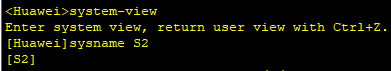 <Huawei>system-view
Enter system view, return user view with Ctrl+Z.
[Huawei]sysname S2
[S2]